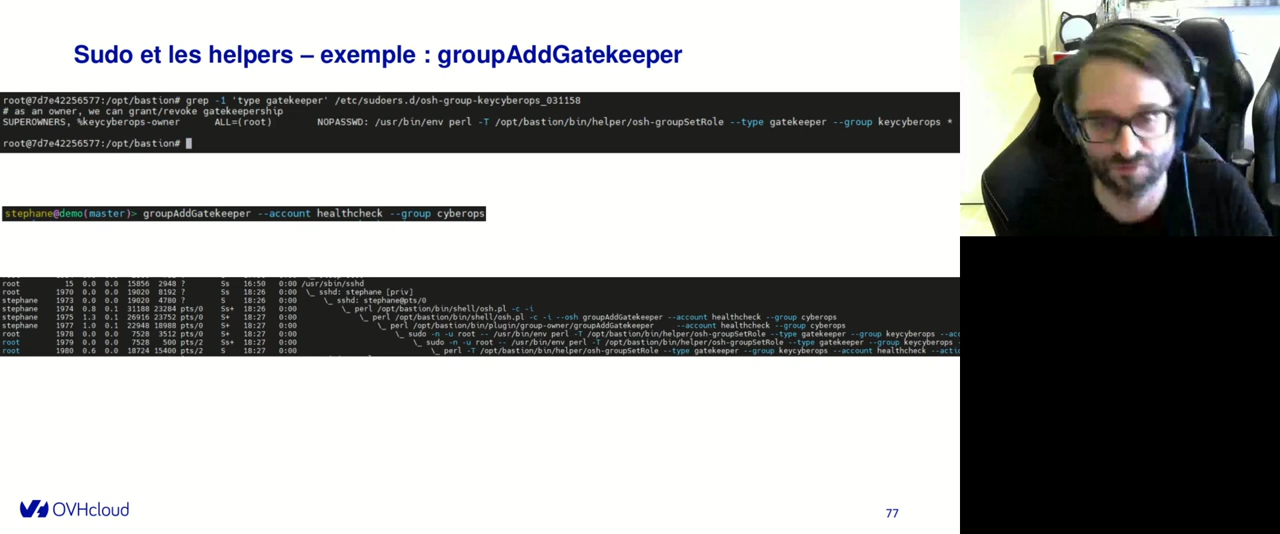 Sudo et les helpers – exemple : groupAddGatekeeper
root@7d7e42256577:/opt/bastion# grep -1 'type gatekeeper' /etc/sudoers.d/osh-group-keycyberops_031158
# as an owner, we can grant/revoke gatekeepership
SUPEROWNERS, %keycyberops-owner ALL=(root) NOPASSWD: /usr/bin/env perl -T /opt/bastion/bin/helper/osh-groupSetRole --type gatekeeper --group keycyberops *
root@7d7e42256577:/opt/bastion#
stephane@demo(master)> groupAddGatekeeper --account healthcheck --group cyberops
root 15 0.0 0.0 15856 2948 ? Ss 16:50 0:00 /usr/sbin/sshd
root 1970 0.0 0.0 19020 8192 ? Ss 18:26 0:00 \_ sshd: stephane [priv]
stephane 1973 0.0 0.0 19020 4780 ? S 18:26 0:00 \_ sshd: stephane@pts/0
stephane 1974 0.8 0.1 31188 23284 pts/0 Ss+ 18:26 0:00 \_ perl /opt/bastion/bin/shell/osh.pl -c -i
stephane 1975 1.3 0.1 26916 23752 pts/0 S+ 18:27 0:00 \_ perl /opt/bastion/bin/shell/osh.pl -c -i --osh groupAddGatekeeper --account healthcheck --group cyberops
stephane 1977 1.0 0.1 22948 18988 pts/0 S+ 18:27 0:00 \_ perl /opt/bastion/bin/plugin/group-owner/groupAddGatekeeper --account healthcheck --group cyberops
root 1978 0.0 0.0 7528 3512 pts/0 S+ 18:27 0:00 \_ sudo -n -u root -- /usr/bin/env perl -T /opt/bastion/bin/helper/osh-groupSetRole --type gatekeeper --group keycyberops --acc
root 1979 0.0 0.0 7528 500 pts/2 Ss+ 18:27 0:00 \_ sudo -n -u root -- /usr/bin/env perl -T /opt/bastion/bin/helper/osh-groupSetRole --type gatekeeper --group keycyberops
root 1980 0.6 0.0 18724 15400 pts/2 S 18:27 0:00 \_ perl -T /opt/bastion/bin/helper/osh-groupSetRole --type gatekeeper --group keycyberops --account healthcheck --actio
OVHcloud
77